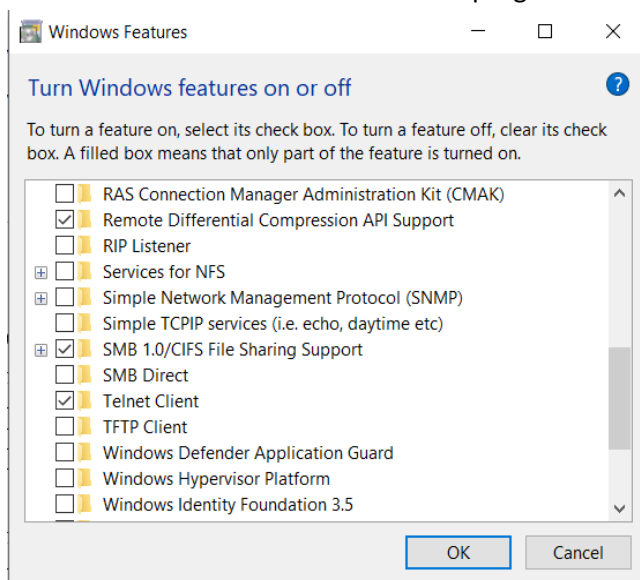 Windows Features
Turn Windows features on or off
?
To turn a feature on, select its check box. To turn a feature off, clear its check
box. A filled box means that only part of the feature is turned on.
RAS Connection Manager Administration Kit (CMAK)
Remote Differential Compression API Support
RIP Listener
Services for NFS
Simple Network Management Protocol (SNMP)
Simple TCPIP services (i.e. echo, daytime etc)
SMB 1.0/CIFS File Sharing Support
SMB Direct
Telnet Client
TFTP Client
Windows Defender Application Guard
Windows Hypervisor Platform
Windows Identity Foundation 3.5
OK Cancel